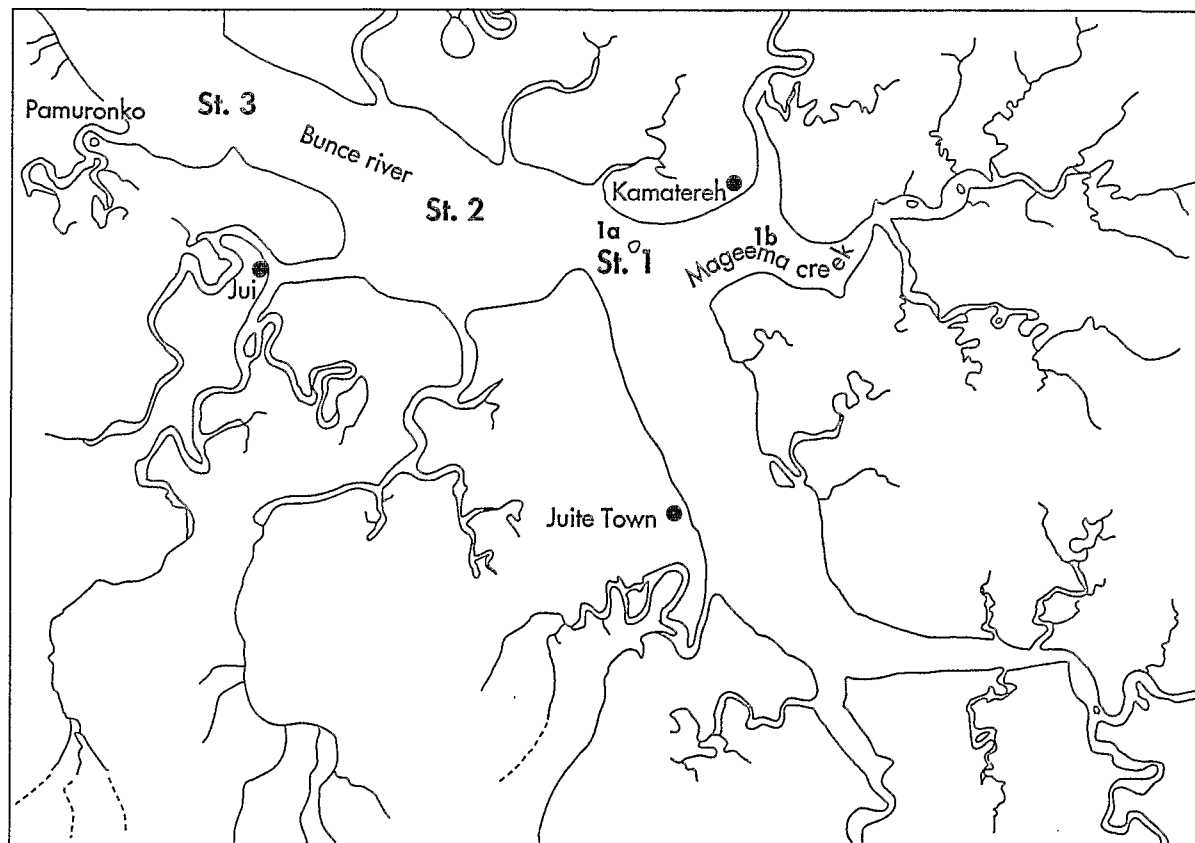 St. 3
Pamuronko
Bunce river
Kamatereh
St. 2
1a
1b
St. 1
Mageema creek
Jui
Juite Town